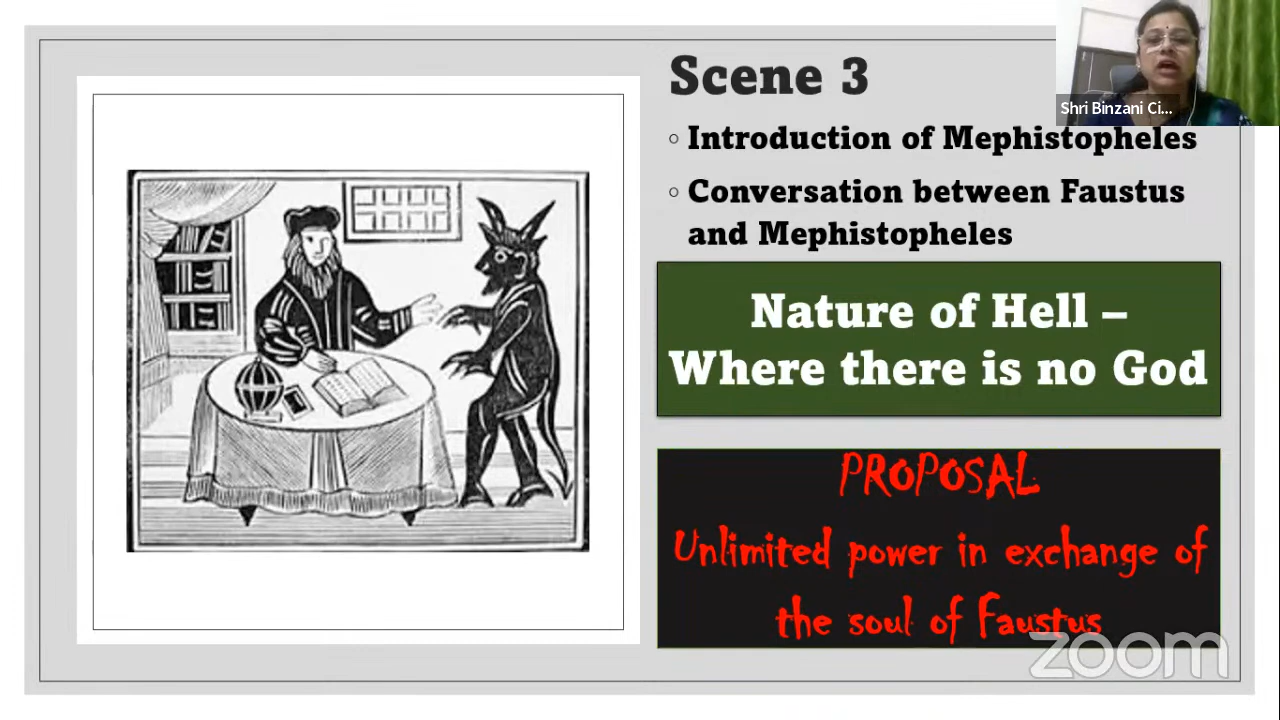 Scene 3
Shri Binzani Ci...
◦ Introduction of Mephistopheles
◦ Conversation between Faustus
and Mephistopheles
Nature of Hell –
Where there is no God
PROPOSAL
Unlimited power in exchange of
the soul of Faustus
zoom